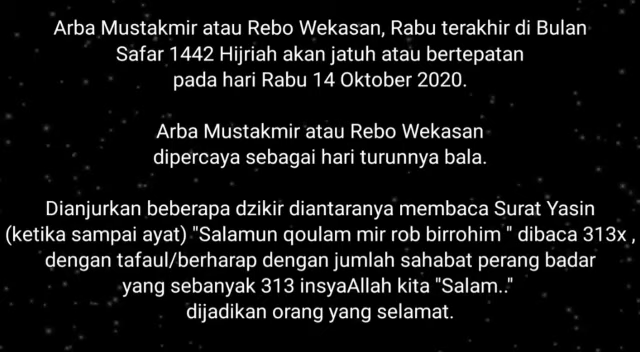 Arba Mustakmir atau Rebo Wekasan, Rabu terakhir di Bulan
Safar 1442 Hijriah akan jatuh atau bertepatan
pada hari Rabu 14 Oktober 2020.
Arba Mustakmir atau Rebo Wekasan
dipercaya sebagai hari turunnya bala.
Dianjurkan beberapa dzikir diantaranya membaca Surat Yasin
(ketika sampai ayat) "Salamun qoulam mir rob birrohim " dibaca 313x ,
dengan tafaul/berharap dengan jumlah sahabat perang badar
yang sebanyak 313 insyaAllah kita "Salam.."
dijadikan orang yang selamat.